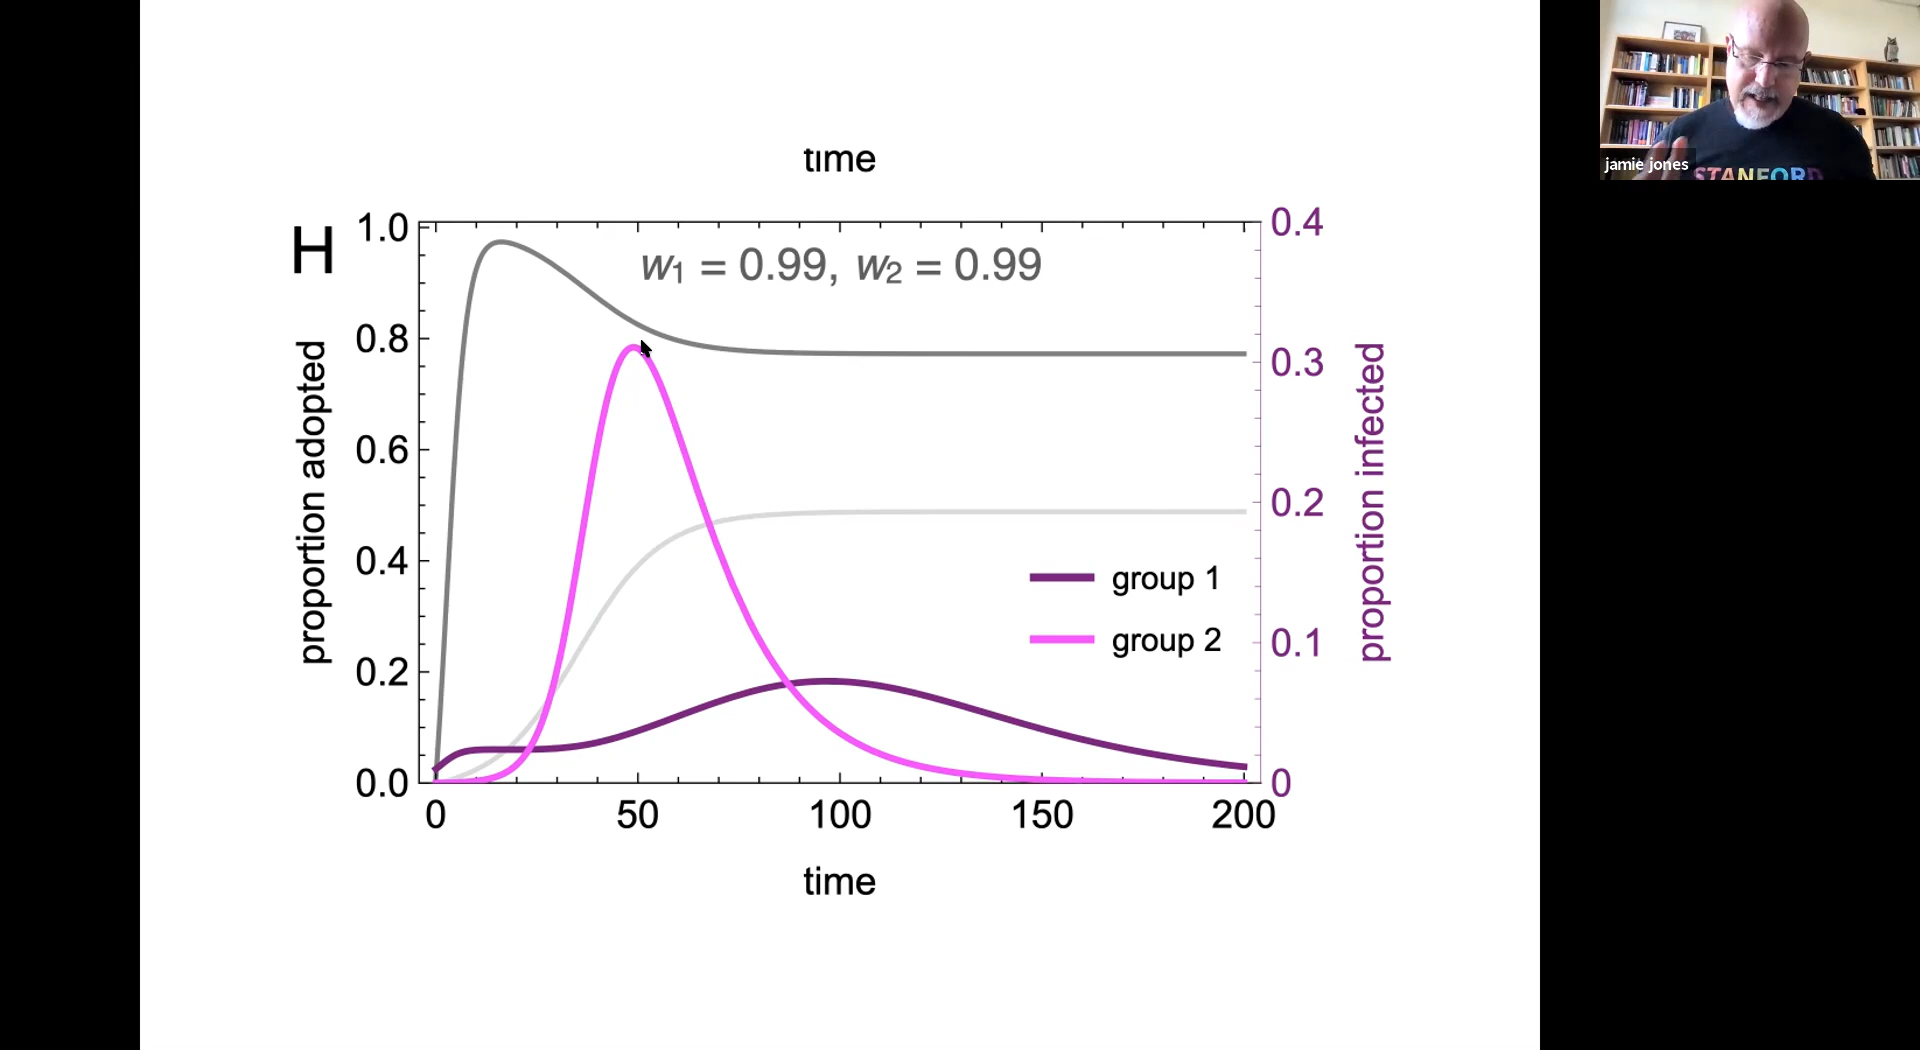 time
H
w1 = 0.99, w2 = 0.99
1.0
0.8
0.6
0.4
0.2
0.0
proportion adopted
0.4
0.3
0.2
0.1
0
proportion infected
group 1
group 2
0 50 100 150 200
time
jamie jones
STANFORD